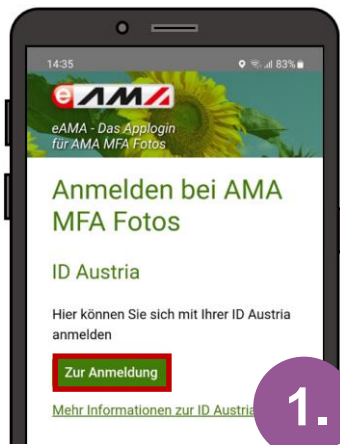 14:35 83%
eAMA
eAMA - Das Applogin
für AMA MFA Fotos
Anmelden bei AMA
MFA Fotos
ID Austria
Hier können Sie sich mit Ihrer ID Austria
anmelden
Zur Anmeldung
Mehr Informationen zur ID Austria
1.